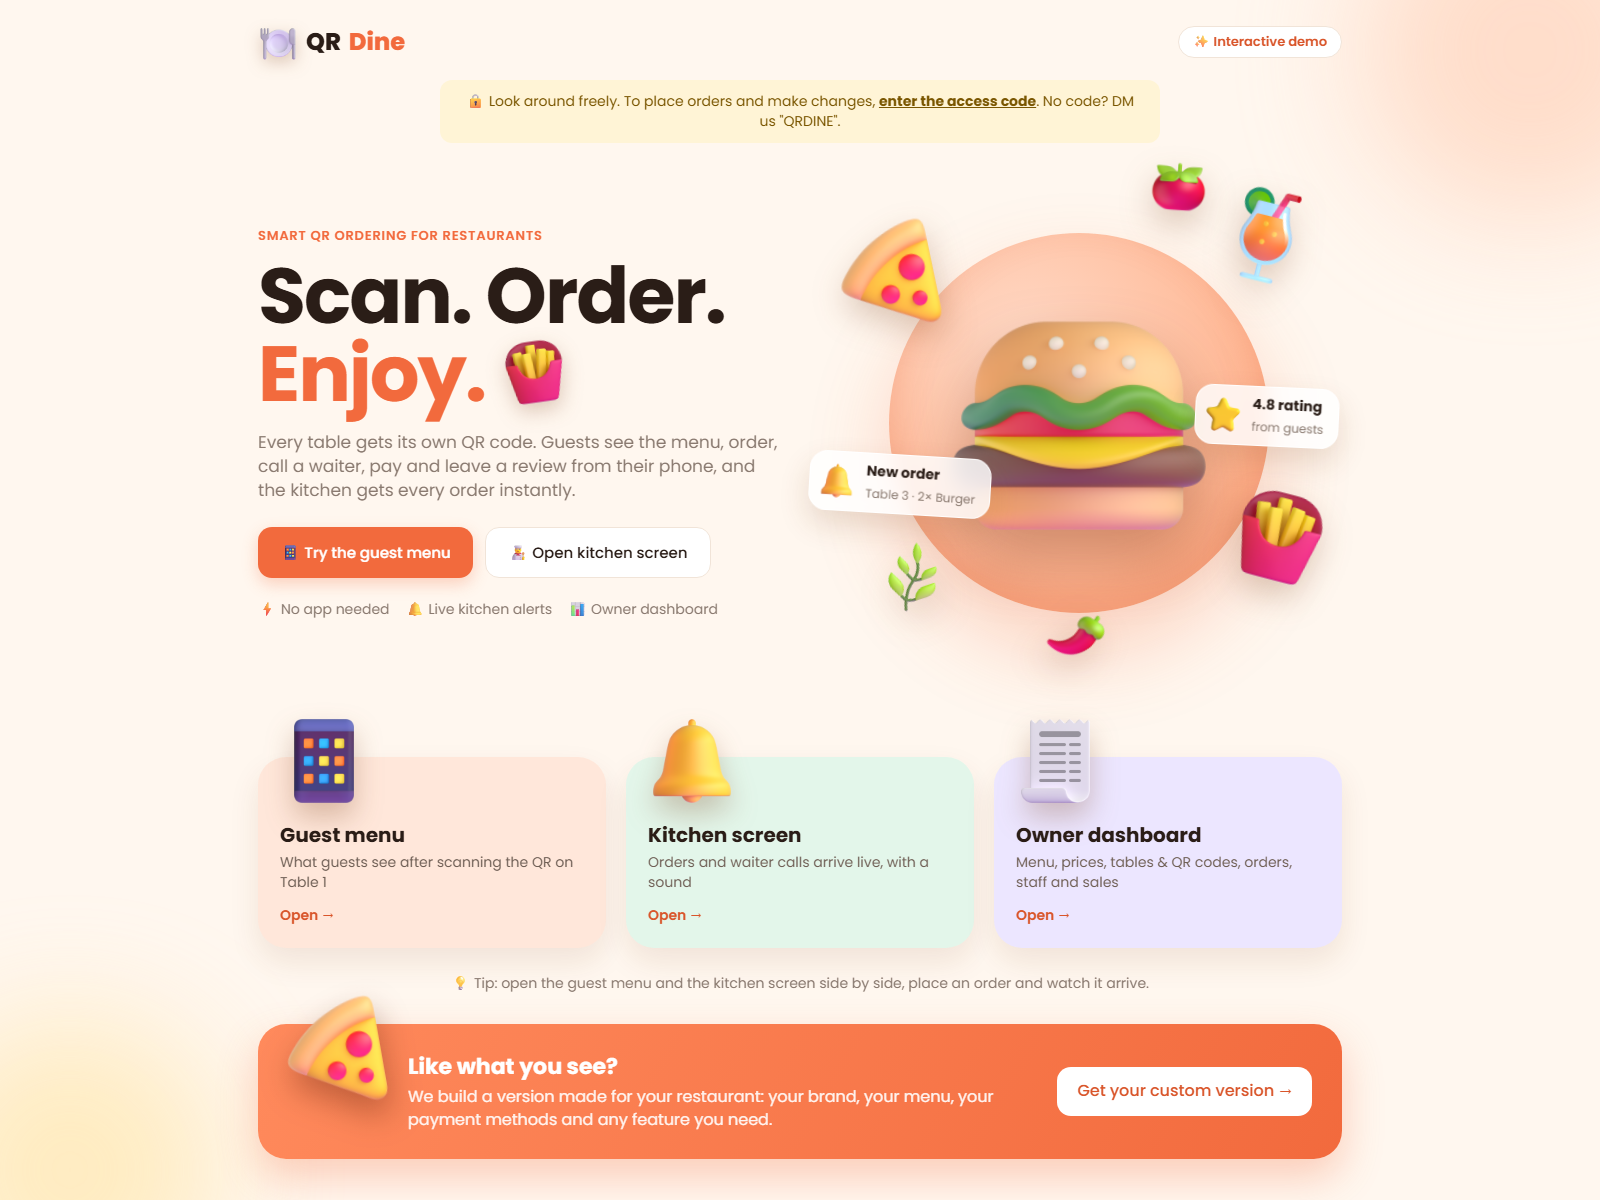 QR Dine
Interactive demo
Look around freely. To place orders and make changes, enter the access code. No code? DM
us "QRDINE".
SMART QR ORDERING FOR RESTAURANTS
Scan. Order.
Enjoy.
Every table gets its own QR code. Guests see the menu, order,
call a waiter, pay and leave a review from their phone, and
the kitchen gets every order instantly.
Try the guest menu
Open kitchen screen
No app needed
Live kitchen alerts
Owner dashboard
4.8 rating
from guests
New order
Table 3 · 2× Burger
Guest menu
What guests see after scanning the QR on
Table 1
Open →
Kitchen screen
Orders and waiter calls arrive live, with a
sound
Open →
Owner dashboard
Menu, prices, tables & QR codes, orders,
staff and sales
Open →
Tip: open the guest menu and the kitchen screen side by side, place an order and watch it arrive.
Like what you see?
We build a version made for your restaurant: your brand, your menu, your
payment methods and any feature you need.
Get your custom version →